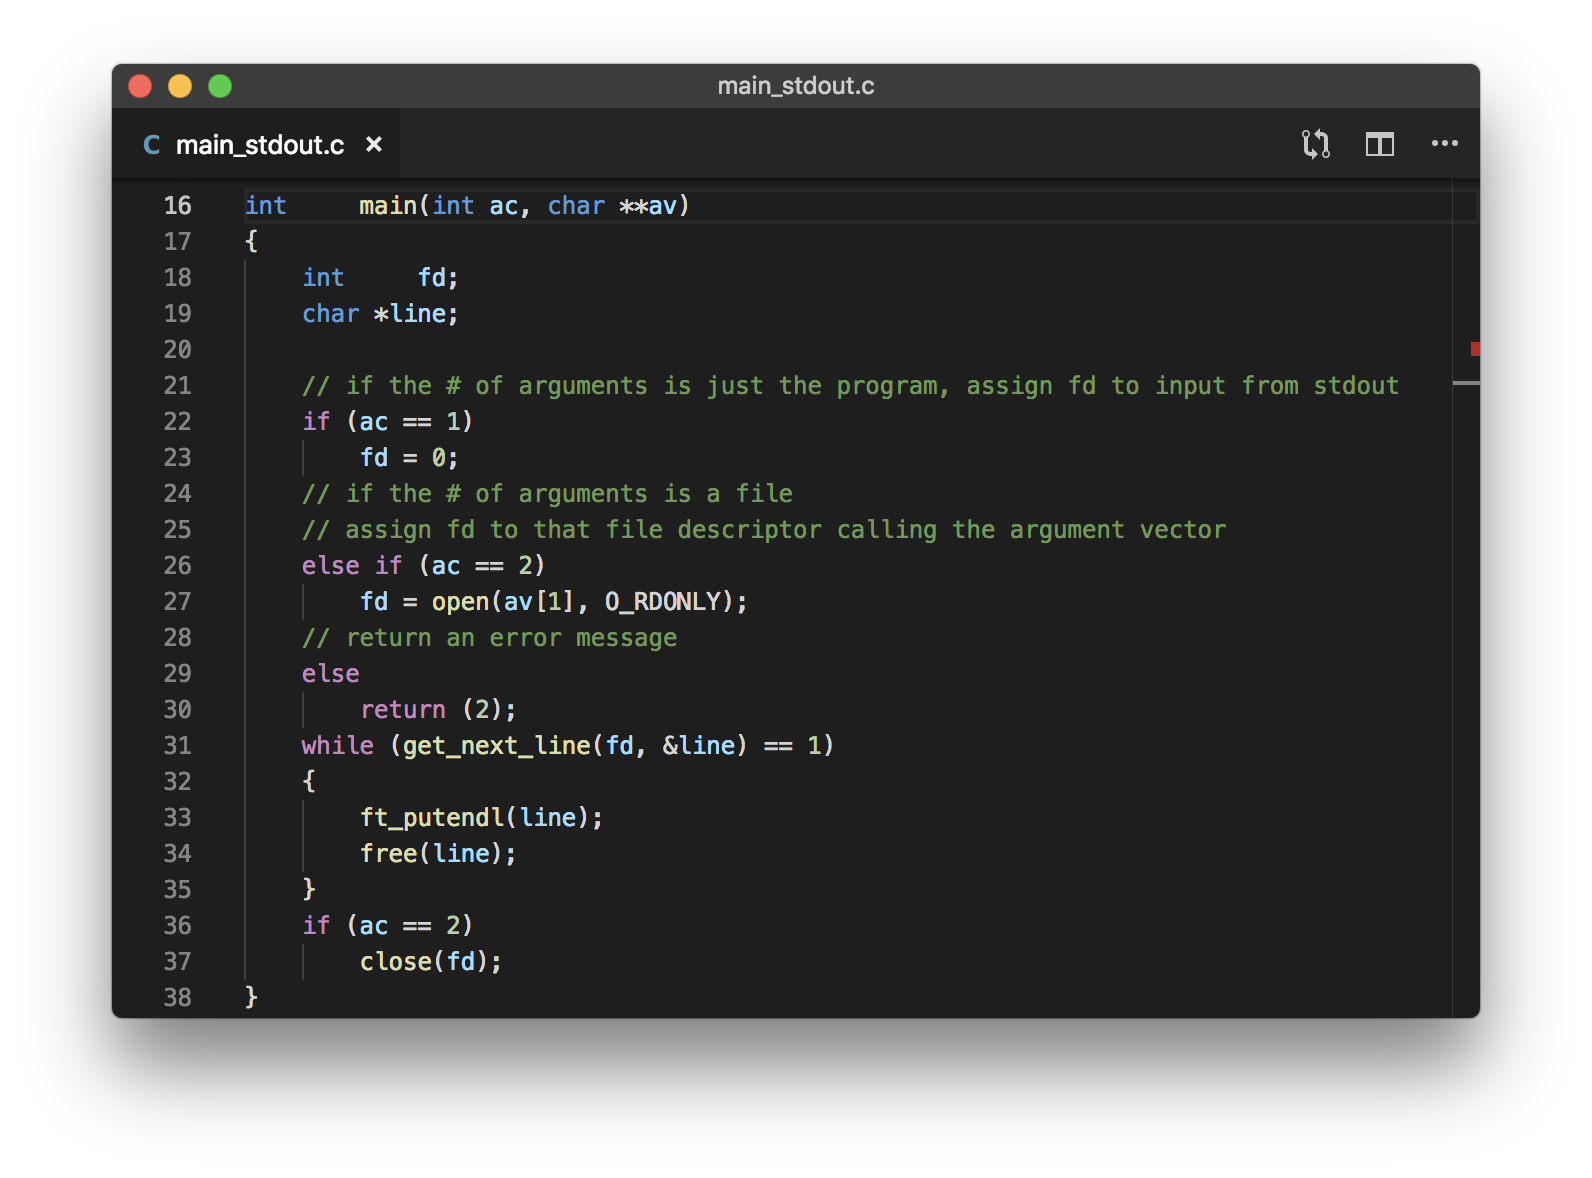 main_stdout.c
C main_stdout.c ×
16 int     main(int ac, char **av)
17 {
18     int     fd;
19     char *line;
20
21     // if the # of arguments is just the program, assign fd to input from stdout
22     if (ac == 1)
23         fd = 0;
24     // if the # of arguments is a file
25     // assign fd to that file descriptor calling the argument vector
26     else if (ac == 2)
27         fd = open(av[1], O_RDONLY);
28     // return an error message
29     else
30         return (2);
31     while (get_next_line(fd, &line) == 1)
32     {
33         ft_putendl(line);
34         free(line);
35     }
36     if (ac == 2)
37         close(fd);
38 }